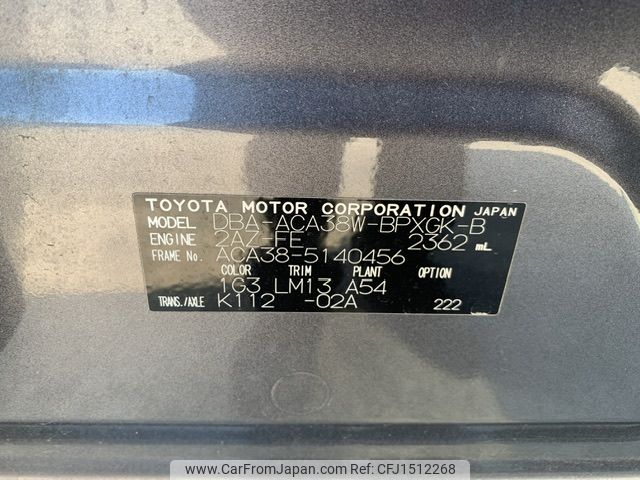 TOYOTA MOTOR CORPORATION JAPAN
MODEL DBA-ACA38W-BPXGK-B
ENGINE 2AZ-FE 2362 mL
FRAME No. ACA38-5140456
COLOR TRIM PLANT OPTION
1G3 LM13 A54
TRANS./AXLE K112 -02A 222
www.CarFromJapan.com Ref No. CFJ1512268